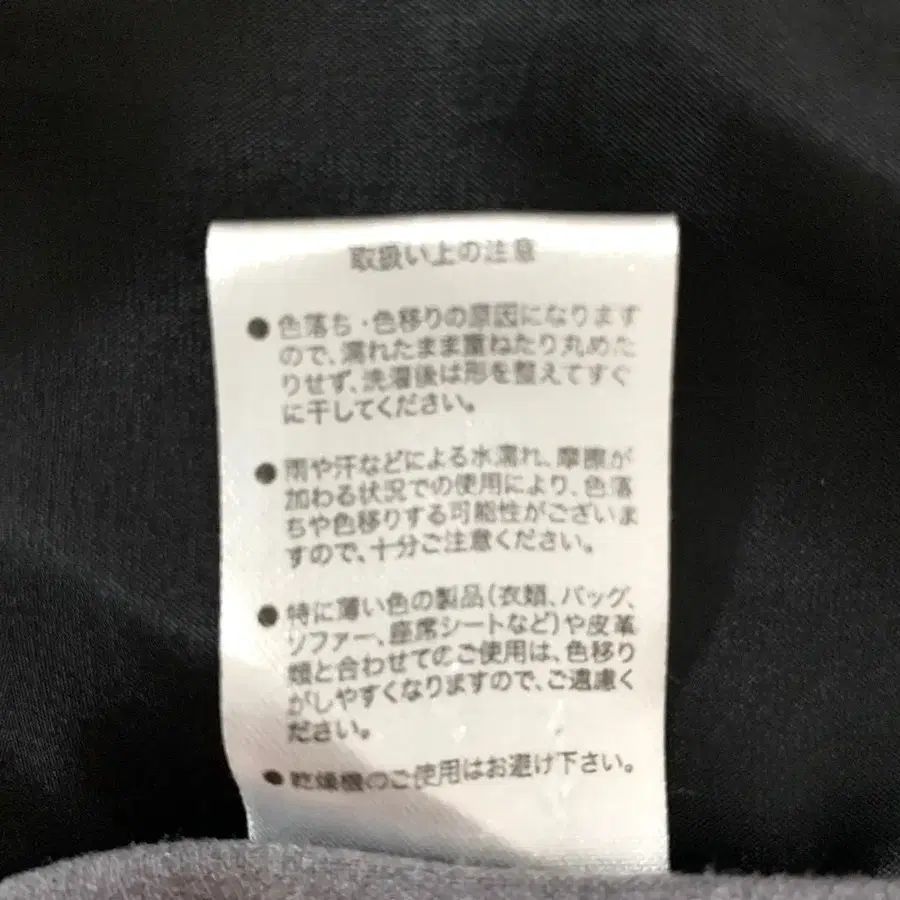 取扱い上の注意
●色落ち・色移りの原因になります
ので、濡れたまま重ねたり丸めた
りせず、洗濯後は形を整えてすぐ
に干してください。
●雨や汗などによる水濡れ、摩擦が
加わる状況での使用により、色落
ちや色移りする可能性がございま
すので、十分ご注意ください。
●特に薄い色の製品(衣類、バッグ、
ソファー、座席シートなど)や皮革
類と合わせてのご使用は、色移り
がしやすくなりますので、ご遠慮く
ださい。
●乾燥機のご使用はお避け下さい。